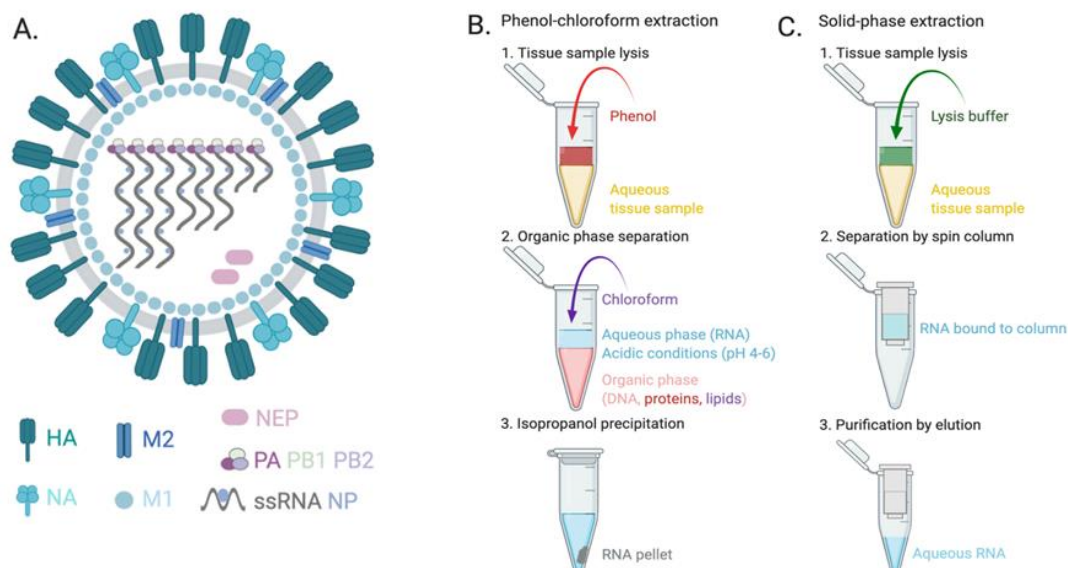 A.
HA
M2
NEP
PA PB1 PB2
NA
M1
ssRNA NP
B.
Phenol-chloroform extraction
1. Tissue sample lysis
Phenol
Aqueous
tissue sample
2. Organic phase separation
Chloroform
Aqueous phase (RNA)
Acidic conditions (pH 4-6)
Organic phase
(DNA, proteins, lipids)
3. Isopropanol precipitation
RNA pellet
C.
Solid-phase extraction
1. Tissue sample lysis
Lysis buffer
Aqueous
tissue sample
2. Separation by spin column
RNA bound to column
3. Purification by elution
Aqueous RNA